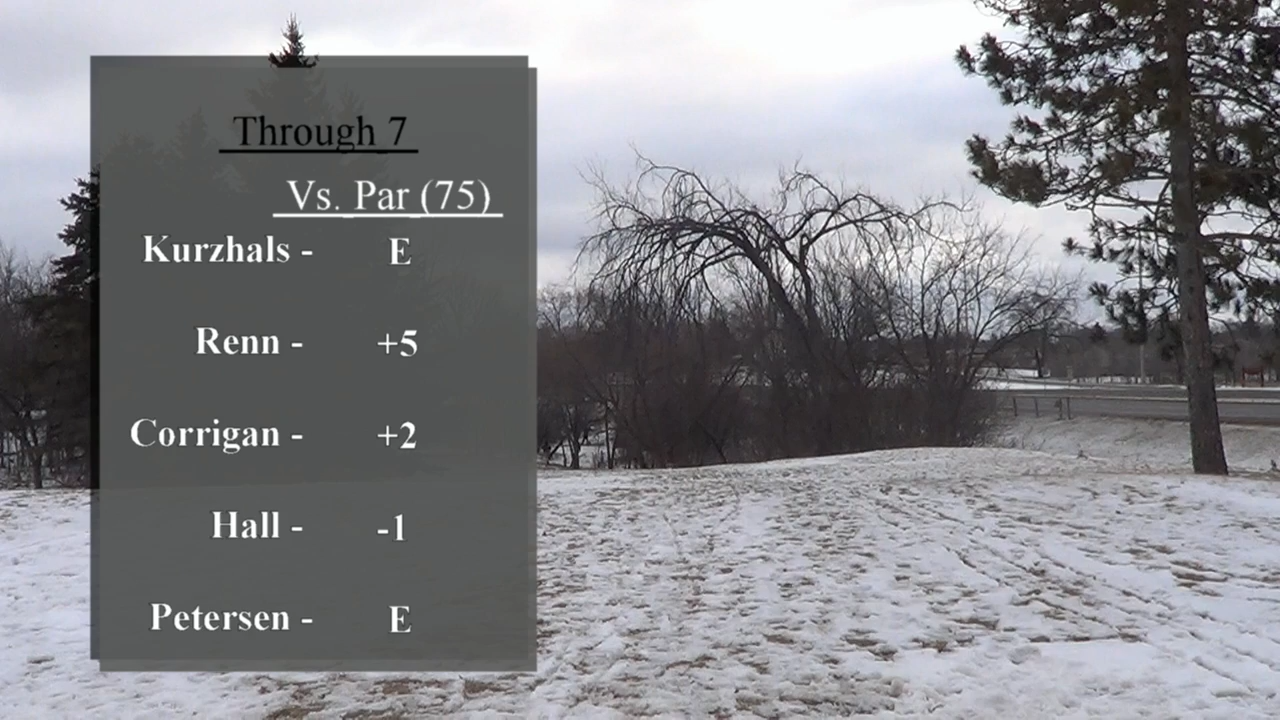 Through 7
Vs. Par (75)
Kurzhals - E
Renn - +5
Corrigan - +2
Hall - -1
Petersen - E